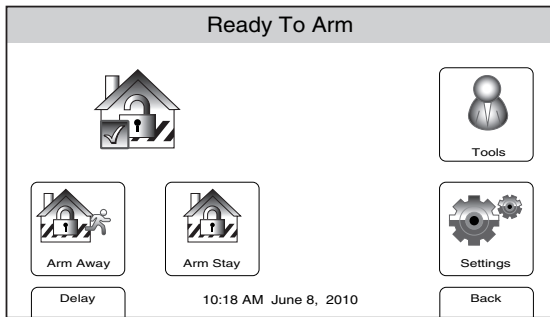 Ready To Arm
Tools
Arm Away
Arm Stay
Settings
Delay
10:18 AM June 8, 2010
Back